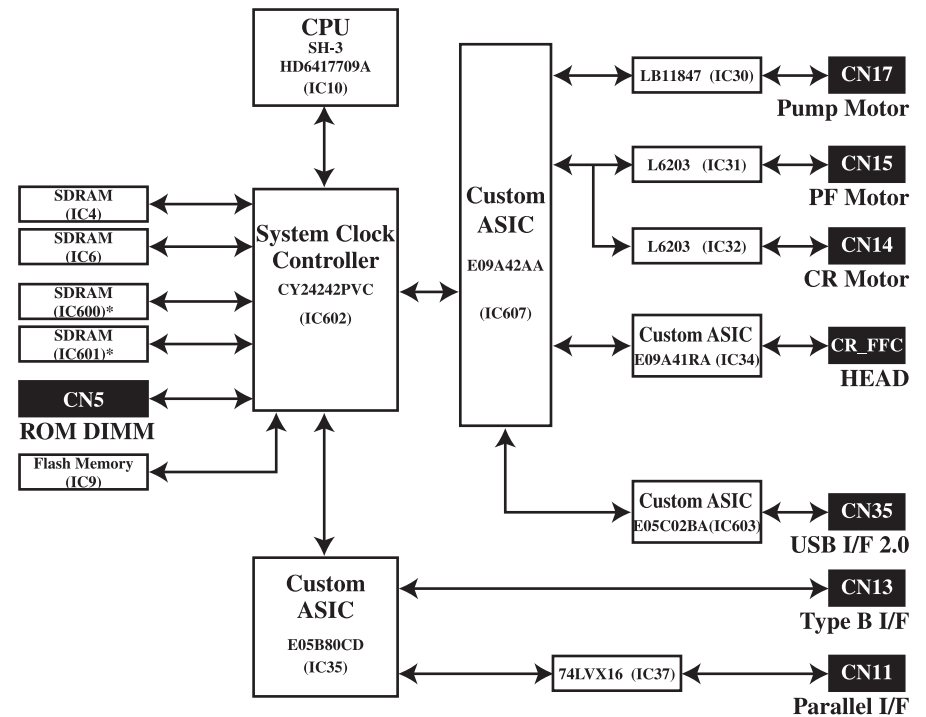 CPU
SH-3
HD6417709A
(IC10)
LB11847 (IC30)
CN17
Pump Motor
L6203 (IC31)
CN15
PF Motor
L6203 (IC32)
CN14
CR Motor
Custom
ASIC
E09A42AA
(IC607)
SDRAM
(IC4)
SDRAM
(IC6)
SDRAM
(IC600)*
SDRAM
(IC601)*
CN5
ROM DIMM
Flash Memory
(IC9)
System Clock
Controller
CY24242PVC
(IC602)
Custom ASIC
E09A41RA (IC34)
CR_FFC
HEAD
Custom ASIC
E05C02BA(IC603)
CN35
USB I/F 2.0
Custom
ASIC
E05B80CD
(IC35)
CN13
Type B I/F
74LVX16 (IC37)
CN11
Parallel I/F